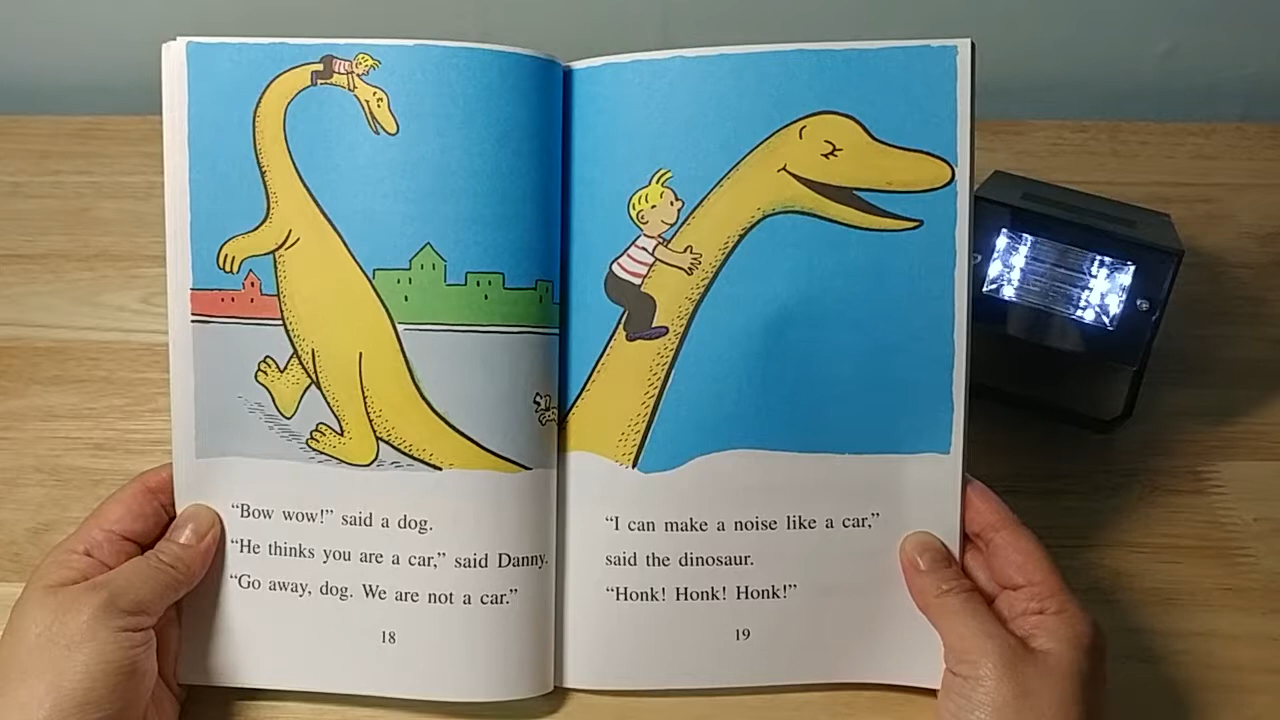 “Bow wow!” said a dog.
“He thinks you are a car,” said Danny.
“Go away, dog. We are not a car.”
18
“I can make a noise like a car,”
said the dinosaur.
“Honk! Honk! Honk!”
19